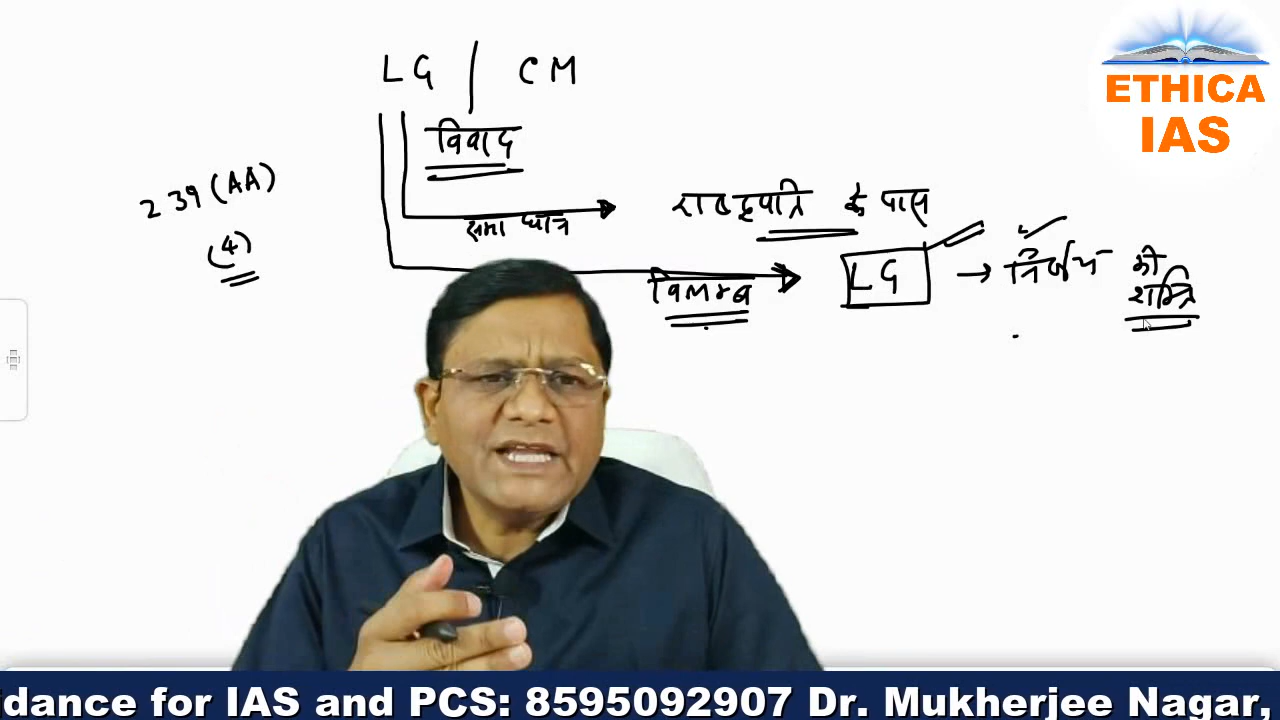 LG / CM
विवाद
239 (AA)
(4)
राष्ट्रपति के पास
समाधान
LG → निर्णय की
शक्ति
विलम्ब
ETHICA
IAS
idance for IAS and PCS: 8595092907 Dr. Mukherjee Nagar,